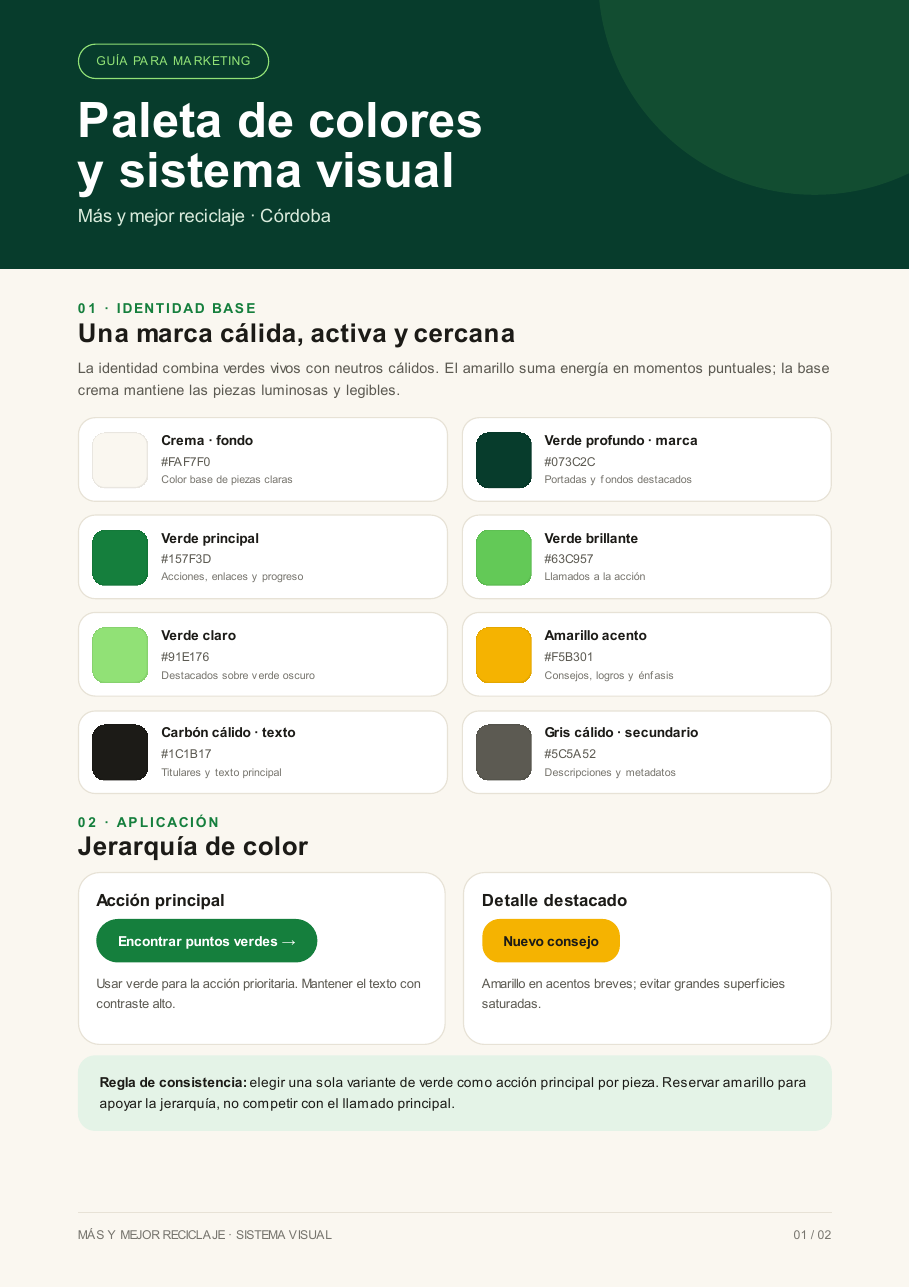 GUÍA PARA MARKETING
Paleta de colores
y sistema visual
Más y mejor reciclaje · Córdoba
01 · IDENTIDAD BASE
Una marca cálida, activa y cercana
La identidad combina verdes vivos con neutros cálidos. El amarillo suma energía en momentos puntuales; la base
crema mantiene las piezas luminosas y legibles.
Crema · fondo
#FAF7F0
Color base de piezas claras
Verde profundo · marca
#073C2C
Portadas y fondos destacados
Verde principal
#157F3D
Acciones, enlaces y progreso
Verde brillante
#63C957
Llamados a la acción
Verde claro
#91E176
Destacados sobre verde oscuro
Amarillo acento
#F5B301
Consejos, logros y énfasis
Carbón cálido · texto
#1C1B17
Titulares y texto principal
Gris cálido · secundario
#5C5A52
Descripciones y metadatos
02 · APLICACIÓN
Jerarquía de color
Acción principal
Encontrar puntos verdes →
Usar verde para la acción prioritaria. Mantener el texto con
contraste alto.
Detalle destacado
Nuevo consejo
Amarillo en acentos breves; evitar grandes superficies
saturadas.
Regla de consistencia: elegir una sola variante de verde como acción principal por pieza. Reservar amarillo para
apoyar la jerarquía, no competir con el llamado principal.
MÁS Y MEJOR RECICLAJE · SISTEMA VISUAL
01 / 02